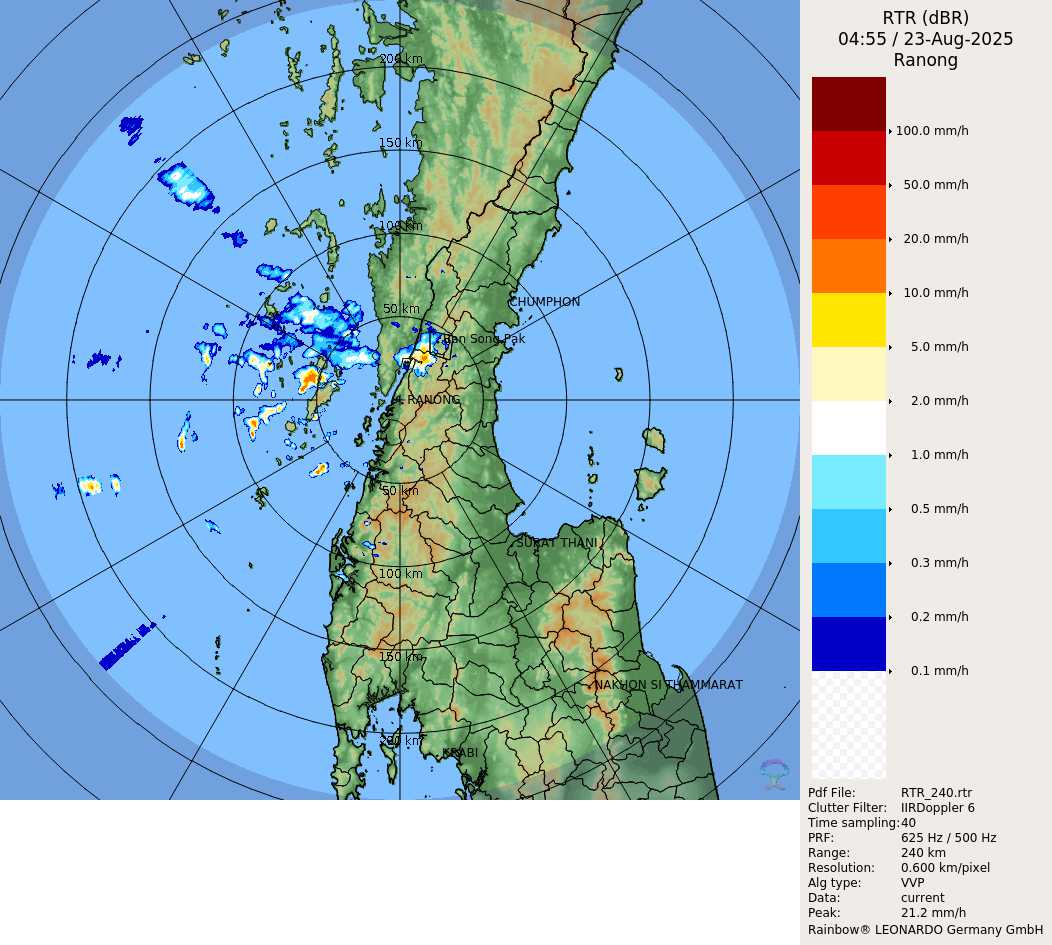 RTR (dBR)
04:55 / 23-Aug-2025
Ranong
200 km
150 km
100 km
50 km
CHUMPHON
Ban Song Pak
RANONG
50 km
SURAT THANI
100 km
150 km
NAKHON SI THAMMARAT
200 km
KRABI
100.0 mm/h
50.0 mm/h
20.0 mm/h
10.0 mm/h
5.0 mm/h
2.0 mm/h
1.0 mm/h
0.5 mm/h
0.3 mm/h
0.2 mm/h
0.1 mm/h
Pdf File: RTR_240.rtr
Clutter Filter: IIRDoppler 6
Time sampling:40
PRF: 625 Hz / 500 Hz
Range: 240 km
Resolution: 0.600 km/pixel
Alg type: VVP
Data: current
Peak: 21.2 mm/h
Rainbow® LEONARDO Germany GmbH